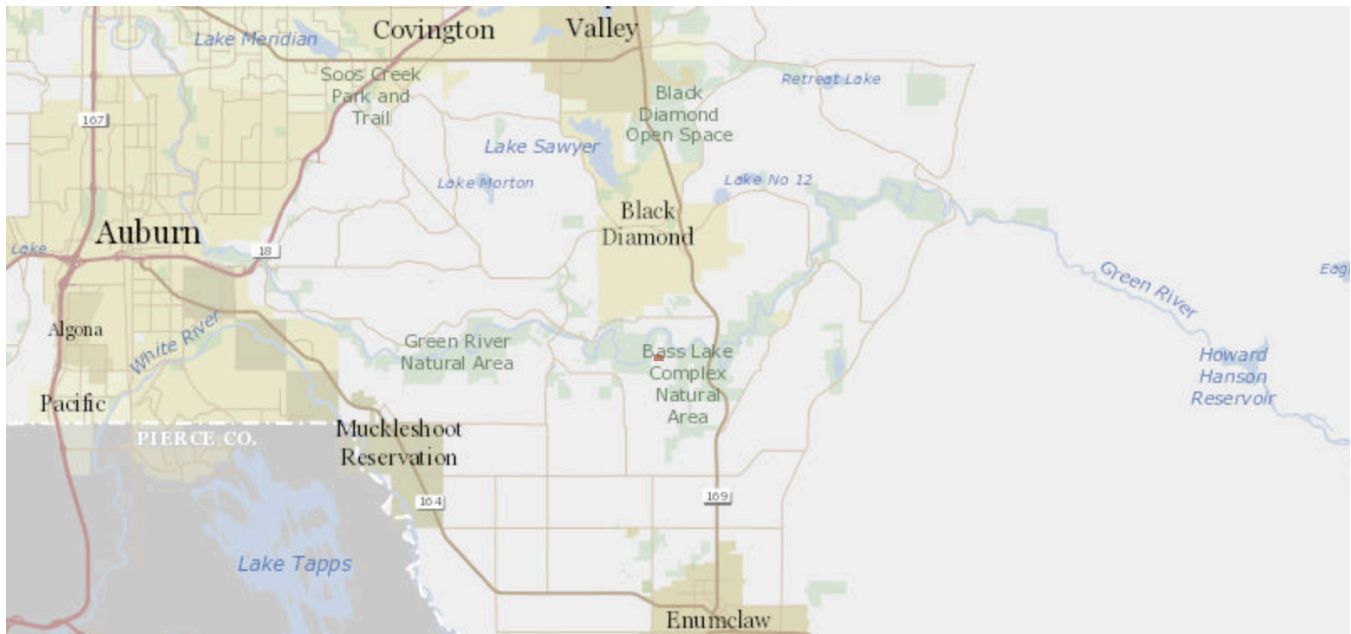 Covington
Valley
Lake Meridian
Soos Creek
Park and
Trail
Retreat Lake
Black
Diamond
Open Space
167
Lake Sawyer
Lake Morton
Lake No 12
Black
Diamond
Auburn
Lake
18
Green River
Algona
White River
Green River
Natural Area
Bass Lake
Complex
Natural
Area
Howard
Hanson
Reservoir
Pacific
PIERCE CO.
Muckleshoot
Reservation
164
169
Lake Tapps
Enumclaw